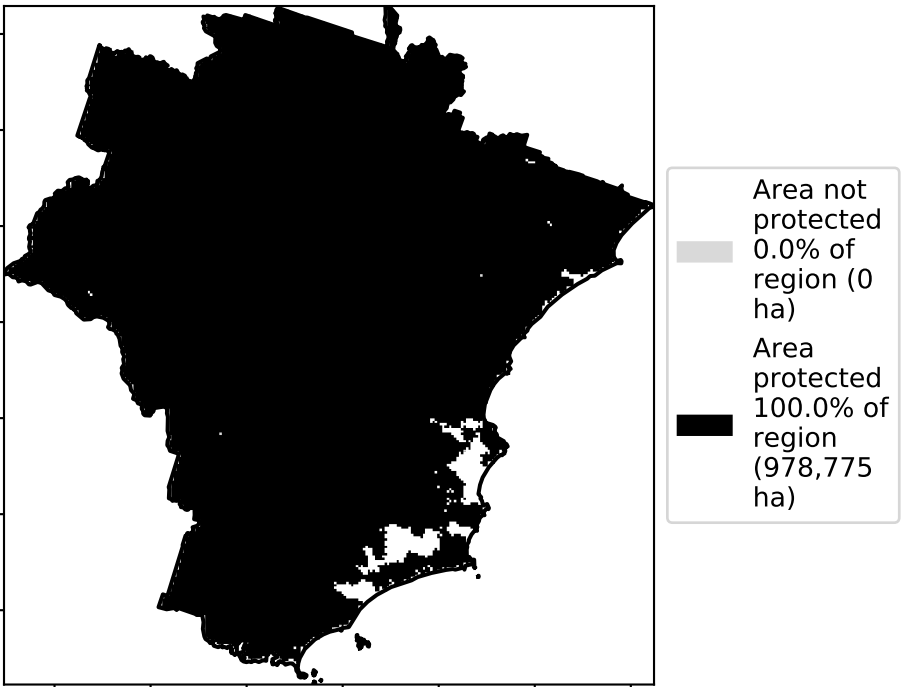 Area not
protected
0.0% of
region (0
ha)
Area
protected
100.0% of
region
(978,775
ha)